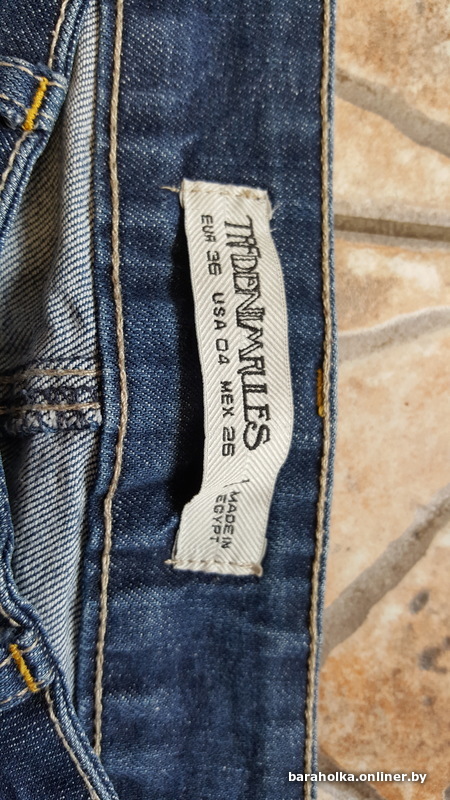 TRFDENIMRULES
EUR 36 USA 04 MEX 26
MADE IN
EGYPT
baraholka.onliner.by